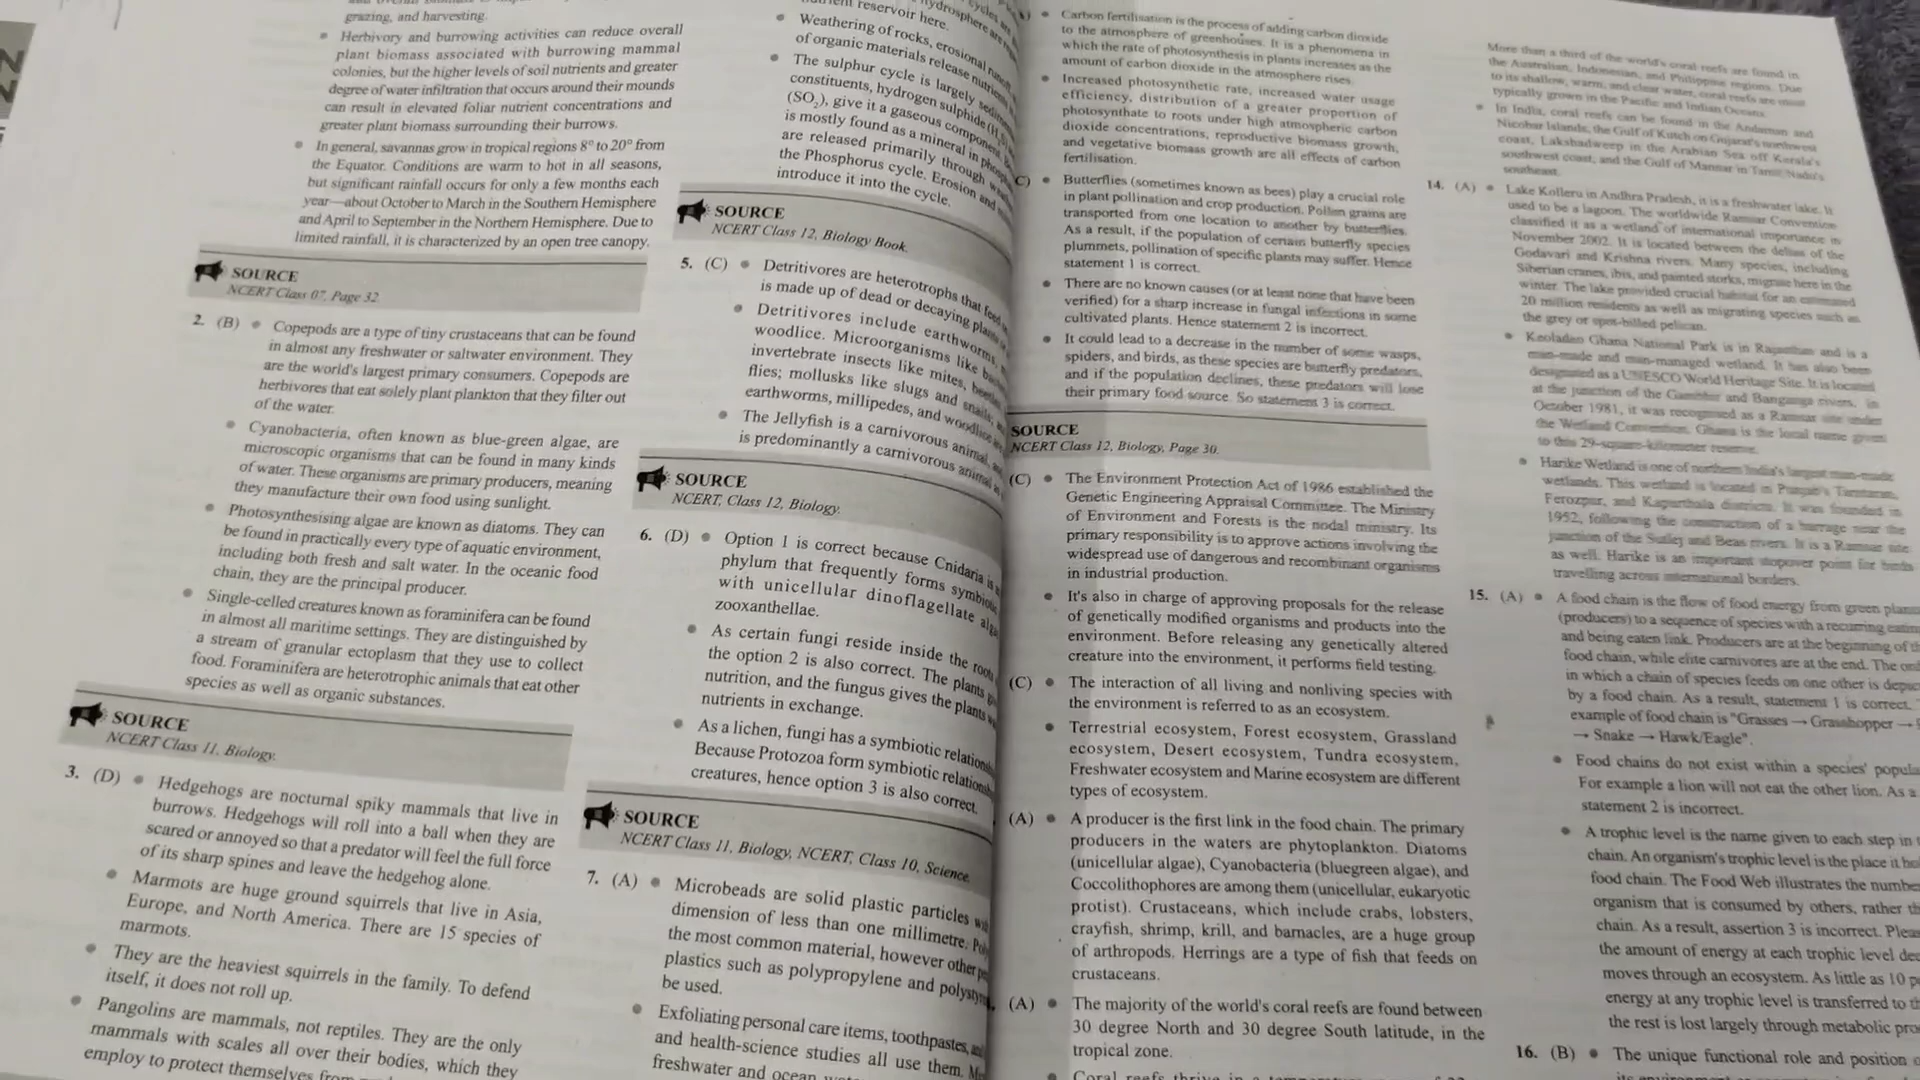 grazing, and harvesting.
• Herbivory and burrowing activities can reduce overall
plant biomass associated with burrowing mammal
colonies, but the higher levels of soil nutrients and greater
degree of water infiltration that occurs around their mounds
can result in elevated foliar nutrient concentrations and
greater plant biomass surrounding their burrows.
• In general, savannas grow in tropical regions 8° to 20° from
the Equator. Conditions are warm to hot in all seasons,
but significant rainfall occurs for only a few months each
year—about October to March in the Southern Hemisphere
and April to September in the Northern Hemisphere. Due to
limited rainfall, it is characterized by an open tree canopy.
SOURCE
NCERT Class 07, Page 32
2. (B) • Copepods are a type of tiny crustaceans that can be found
in almost any freshwater or saltwater environment. They
are the world's largest primary consumers. Copepods are
herbivores that eat solely plant plankton that they filter out
of the water.
• Cyanobacteria, often known as blue-green algae, are
microscopic organisms that can be found in many kinds
of water. These organisms are primary producers, meaning
they manufacture their own food using sunlight.
• Photosynthesising algae are known as diatoms. They can
be found in practically every type of aquatic environment,
including both fresh and salt water. In the oceanic food
chain, they are the principal producer.
• Single-celled creatures known as foraminifera can be found
in almost all maritime settings. They are distinguished by
a stream of granular ectoplasm that they use to collect
food. Foraminifera are heterotrophic animals that eat other
species as well as organic substances.
SOURCE
NCERT Class 11, Biology.
3. (D) • Hedgehogs are nocturnal spiky mammals that live in
burrows. Hedgehogs will roll into a ball when they are
scared or annoyed so that a predator will feel the full force
of its sharp spines and leave the hedgehog alone.
• Marmots are huge ground squirrels that live in Asia,
Europe, and North America. There are 15 species of
marmots.
• They are the heaviest squirrels in the family. To defend
itself, it does not roll up.
• Pangolins are mammals, not reptiles. They are the only
mammals with scales all over their bodies, which they
employ to protect themselves from
reservoir here.
• Weathering of rocks, erosional
of organic materials release nutrients
• The sulphur cycle is largely
constituents, hydrogen sulphide
(SO₂), give it a gaseous component.
is mostly found as a mineral in
are released primarily through
the Phosphorus cycle. Erosion and
introduce it into the cycle.
SOURCE
NCERT Class 12, Biology Book.
5. (C) • Detritivores are heterotrophs that feed
is made up of dead or decaying
• Detritivores include earthworms,
woodlice. Microorganisms like
invertebrate insects like mites,
flies; mollusks like slugs and snails;
earthworms, millipedes, and woodlice
• The Jellyfish is a carnivorous animal,
is predominantly a carnivorous animal
SOURCE
NCERT, Class 12, Biology.
6. (D) • Option 1 is correct because Cnidaria is
phylum that frequently forms
with unicellular dinoflagellate
zooxanthellae.
• As certain fungi reside inside the roots
the option 2 is also correct. The plants
nutrition, and the fungus gives the plants
nutrients in exchange.
• As a lichen, fungi has a symbiotic
Because Protozoa form symbiotic
creatures, hence option 3 is also correct.
SOURCE
NCERT Class 11, Biology, NCERT, Class 10, Science.
7. (A) • Microbeads are solid plastic particles
dimension of less than one millimetre.
the most common material, however other
plastics such as polypropylene and
be used.
• Exfoliating personal care items, toothpastes,
and health-science studies all use them.
freshwater and ocean
• Carbon fertilisation is the process of adding carbon dioxide
to the atmosphere of greenhouses. It is a phenomena in
which the rate of photosynthesis in plants increases as the
amount of carbon dioxide in the atmosphere rises.
• Increased photosynthetic rate, increased water usage
efficiency, distribution of a greater proportion of
photosynthate to roots under high atmospheric carbon
dioxide concentrations, reproductive biomass growth,
and vegetative biomass growth are all effects of carbon
fertilisation.
(C) • Butterflies (sometimes known as bees) play a crucial role
in plant pollination and crop production. Pollen grains are
transported from one location to another by butterflies.
As a result, if the population of certain butterfly species
plummets, pollination of specific plants may suffer. Hence
statement 1 is correct.
• There are no known causes (or at least none that have been
verified) for a sharp increase in fungal infections in some
cultivated plants. Hence statement 2 is incorrect.
• It could lead to a decrease in the number of some wasps,
spiders, and birds, as these species are butterfly predators,
and if the population declines, these predators will lose
their primary food source. So statement 3 is correct.
SOURCE
NCERT Class 12, Biology, Page 30.
(C) • The Environment Protection Act of 1986 established the
Genetic Engineering Appraisal Committee. The Ministry
of Environment and Forests is the nodal ministry. Its
primary responsibility is to approve actions involving the
widespread use of dangerous and recombinant organisms
in industrial production.
• It's also in charge of approving proposals for the release
of genetically modified organisms and products into the
environment. Before releasing any genetically altered
creature into the environment, it performs field testing.
(C) • The interaction of all living and nonliving species with
the environment is referred to as an ecosystem.
• Terrestrial ecosystem, Forest ecosystem, Grassland
ecosystem, Desert ecosystem, Tundra ecosystem,
Freshwater ecosystem and Marine ecosystem are different
types of ecosystem.
(A) • A producer is the first link in the food chain. The primary
producers in the waters are phytoplankton. Diatoms
(unicellular algae), Cyanobacteria (bluegreen algae), and
Coccolithophores are among them (unicellular, eukaryotic
protist). Crustaceans, which include crabs, lobsters,
crayfish, shrimp, krill, and barnacles, are a huge group
of arthropods. Herrings are a type of fish that feeds on
crustaceans.
(A) • The majority of the world's coral reefs are found between
30 degree North and 30 degree South latitude, in the
tropical zone.
More than a third of the world's coral reefs are found in
the Australian, Indonesian, and Philippine regions. Due
to its shallow, warm, and clear water, coral reefs are most
typically grown in the Pacific and Indian Oceans.
• In India, coral reefs can be found in the Andaman and
Nicobar Islands, the Gulf of Kutch on Gujarat's northwest
coast, Lakshadweep in the Arabian Sea off Kerala's
southwest coast, and the Gulf of Mannar in Tamil Nadu's
southeast.
14. (A) • Lake Kolleru in Andhra Pradesh, it is a freshwater lake. It
used to be a lagoon. The worldwide Ramsar Convention
classified it as a wetland of international importance in
November 2002. It is located between the deltas of the
Godavari and Krishna rivers. Many species, including
Siberian cranes, ibis, and painted storks, migrate here in the
winter. The lake provided crucial habitat for an estimated
20 million residents as well as migrating species such as
the grey or spot-billed pelican.
• Keoladeo Ghana National Park is in Rajasthan and is a
man-made and man-managed wetland. It has also been
designated as a UNESCO World Heritage Site. It is located
at the junction of the Gambhir and Banganga rivers. In
October 1981, it was recognised as a Ramsar site under
the Wetland Convention. Ghana is the local name given
to this 29-square-kilometer reserve.
• Harike Wetland is one of northern India's largest man-made
wetlands. This wetland is located in Punjab's Tarntaran,
Ferozpur, and Kapurthala districts. It was founded in
1952, following the construction of a barrage near the
junction of the Sutlej and Beas rivers. It is a Ramsar site
as well. Harike is an important stopover point for birds
travelling across international borders.
15. (A) • A food chain is the flow of food energy from green
(producers) to a sequence of species with a recurring
and being eaten link. Producers are at the beginning of
food chain, while elite carnivores are at the end. The
in which a chain of species feeds on one other is
by a food chain. As a result, statement 1 is correct.
example of food chain is "Grasses → Grasshopper →
→ Snake → Hawk/Eagle".
• Food chains do not exist within a species'
For example a lion will not eat the other lion. As a
statement 2 is incorrect.
• A trophic level is the name given to each step in
chain. An organism's trophic level is the place it
food chain. The Food Web illustrates the
organism that is consumed by others, rather
chain. As a result, assertion 3 is incorrect.
the amount of energy at each trophic level
moves through an ecosystem. As little as 10
energy at any trophic level is transferred to
the rest is lost largely through metabolic
16. (B) • The unique functional role and position